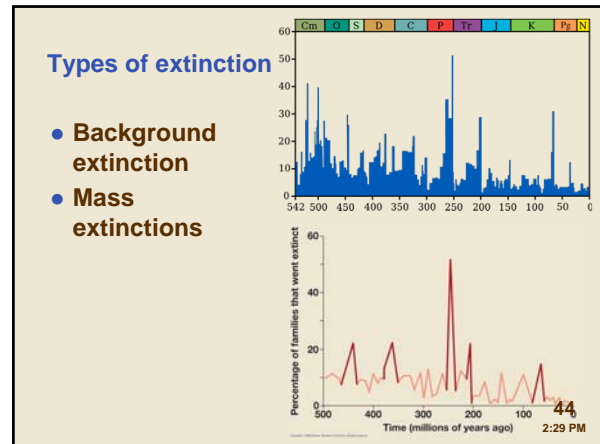 Types of extinction
● Background
extinction
● Mass
extinctions
Cm O S D C P Tr J K Pg N
60
50
40
30
20
10
0
542 500 450 400 350 300 250 200 150 100 50 0
Percentage of families that went extinct
60
40
20
0
500 400 300 200 100 0
Time (millions of years ago)
44
2:29 PM